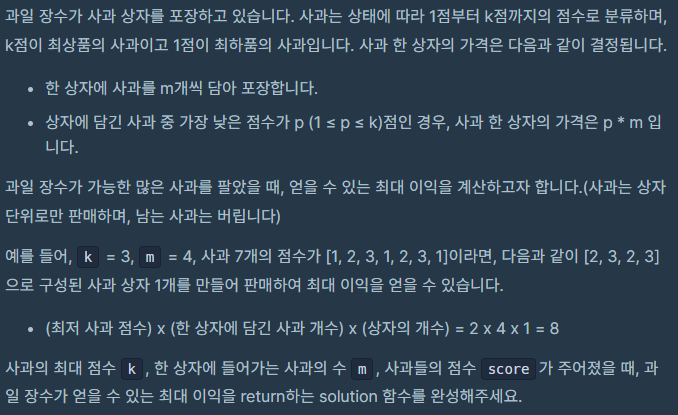 과일 장수가 사과 상자를 포장하고 있습니다. 사과는 상태에 따라 1점부터 k점까지의 점수로 분류하며,
k점이 최상품의 사과이고 1점이 최하품의 사과입니다. 사과 한 상자의 가격은 다음과 같이 결정됩니다.
• 한 상자에 사과를 m개씩 담아 포장합니다.
• 상자에 담긴 사과 중 가장 낮은 점수가 p (1 ≤ p ≤ k)점인 경우, 사과 한 상자의 가격은 p * m 입
니다.
과일 장수가 가능한 많은 사과를 팔았을 때, 얻을 수 있는 최대 이익을 계산하고자 합니다.(사과는 상자
단위로만 판매하며, 남는 사과는 버립니다)
예를 들어, k = 3, m = 4, 사과 7개의 점수가 [1, 2, 3, 1, 2, 3, 1]이라면, 다음과 같이 [2, 3, 2, 3]
으로 구성된 사과 상자 1개를 만들어 판매하여 최대 이익을 얻을 수 있습니다.
• (최저 사과 점수) x (한 상자에 담긴 사과 개수) x (상자의 개수) = 2 x 4 x 1 = 8
사과의 최대 점수 k, 한 상자에 들어가는 사과의 수 m, 사과들의 점수 score가 주어졌을 때, 과
일 장수가 얻을 수 있는 최대 이익을 return하는 solution 함수를 완성해주세요.